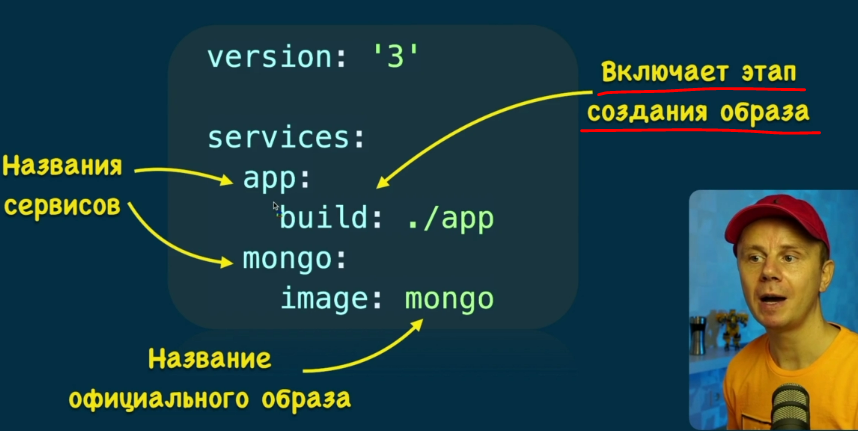 version: '3'
Включает этап
создания образа
services:
Названия
сервисов
app:
build: ./app
mongo:
image: mongo
Название
официального образа